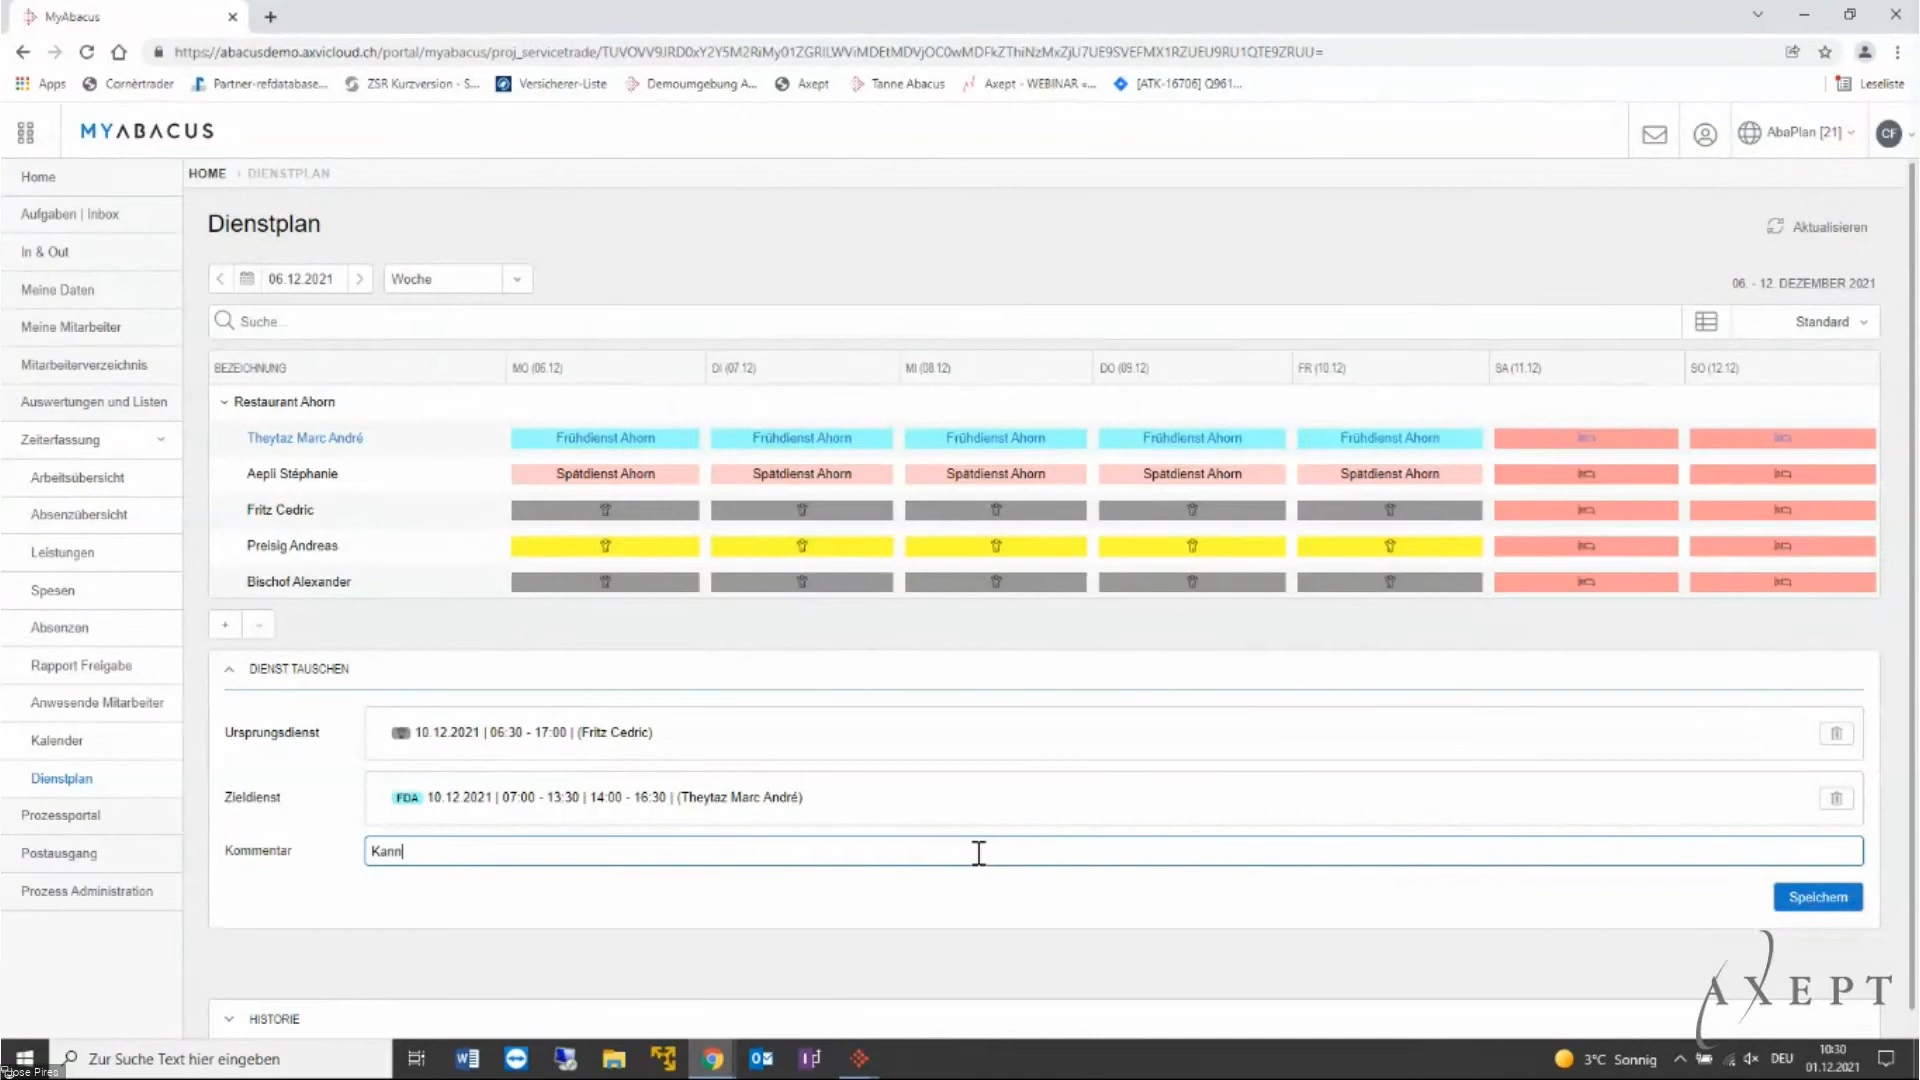 MyAbacus
https://abacusdemo.axvicloud.ch/portal/myabacus/proj_servicetrade/
Apps
Cornèrtrader
Partner-refdatabase...
ZSR Kurzversion - S...
Versicherer-Liste
Demoumgebung A...
Axept
Tanne Abacus
Axept - WEBINAR «...
[ATK-16706] Q961...
Leseliste
MYABACUS
AbaPlan [21]
CF
Home
Aufgaben | Inbox
In & Out
Meine Daten
Meine Mitarbeiter
Mitarbeiterverzeichnis
Auswertungen und Listen
Zeiterfassung
Arbeitsübersicht
Absenzübersicht
Leistungen
Spesen
Absenzen
Rapport Freigabe
Anwesende Mitarbeiter
Kalender
Dienstplan
Prozessportal
Postausgang
Prozess Administration
HOME › DIENSTPLAN
Dienstplan
Aktualisieren
06.12.2021
Woche
06. - 12. DEZEMBER 2021
Suche...
Standard
BEZEICHNUNG MO (06.12) DI (07.12) MI (08.12) DO (09.12) FR (10.12) SA (11.12) SO (12.12)
Restaurant Ahorn
Theytaz Marc André Frühdienst Ahorn Frühdienst Ahorn Frühdienst Ahorn Frühdienst Ahorn Frühdienst Ahorn
Aepli Stéphanie Spätdienst Ahorn Spätdienst Ahorn Spätdienst Ahorn Spätdienst Ahorn Spätdienst Ahorn
Fritz Cedric
Preisig Andreas
Bischof Alexander
+ -
DIENST TAUSCHEN
Ursprungsdienst
10.12.2021 | 06:30 - 17:00 | (Fritz Cedric)
Zieldienst
FDA 10.12.2021 | 07:00 - 13:30 | 14:00 - 16:30 | (Theytaz Marc André)
Kommentar
Kann
Speichern
HISTORIE
AXEPT
Zur Suche Text hier eingeben
3°C Sonnig
DEU
10:30
01.12.2021
Jose Pires